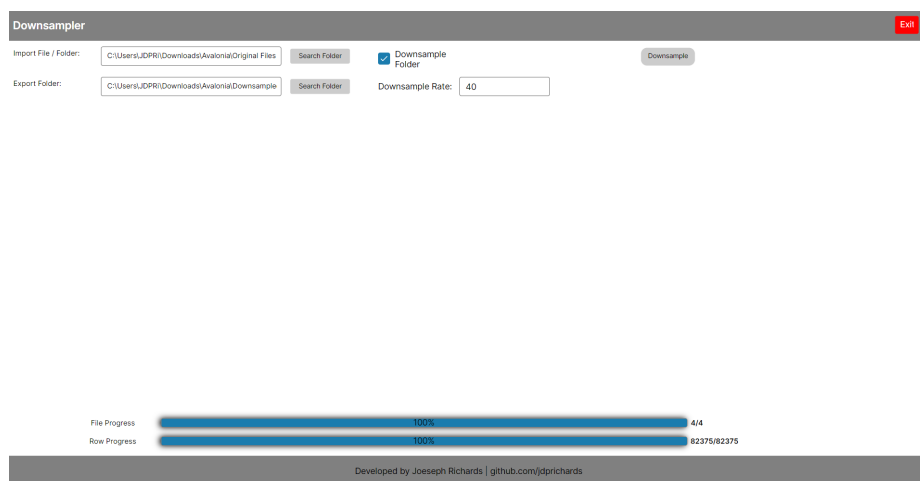 Downsampler
Exit
Import File / Folder:
C:\Users\JDPRi\Downloads\Avalonia\Original Files
Search Folder
Downsample
Folder
Downsample
Export Folder:
C:\Users\JDPRi\Downloads\Avalonia\Downsample
Search Folder
Downsample Rate:
40
File Progress
100%
4/4
Row Progress
100%
82375/82375
Developed by Joeseph Richards | github.com/jdprichards